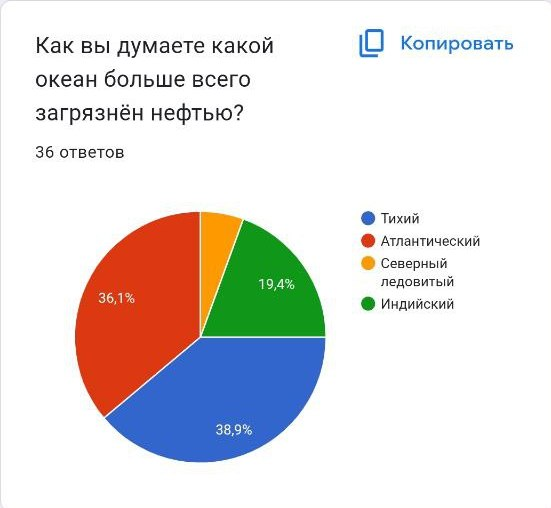 Как вы думаете какой
Копировать
океан больше всего
загрязнён нефтью?
36 ответов
Тихий
Атлантический
Северный
ледовитый
Индийский
19,4%
36,1%
38,9%